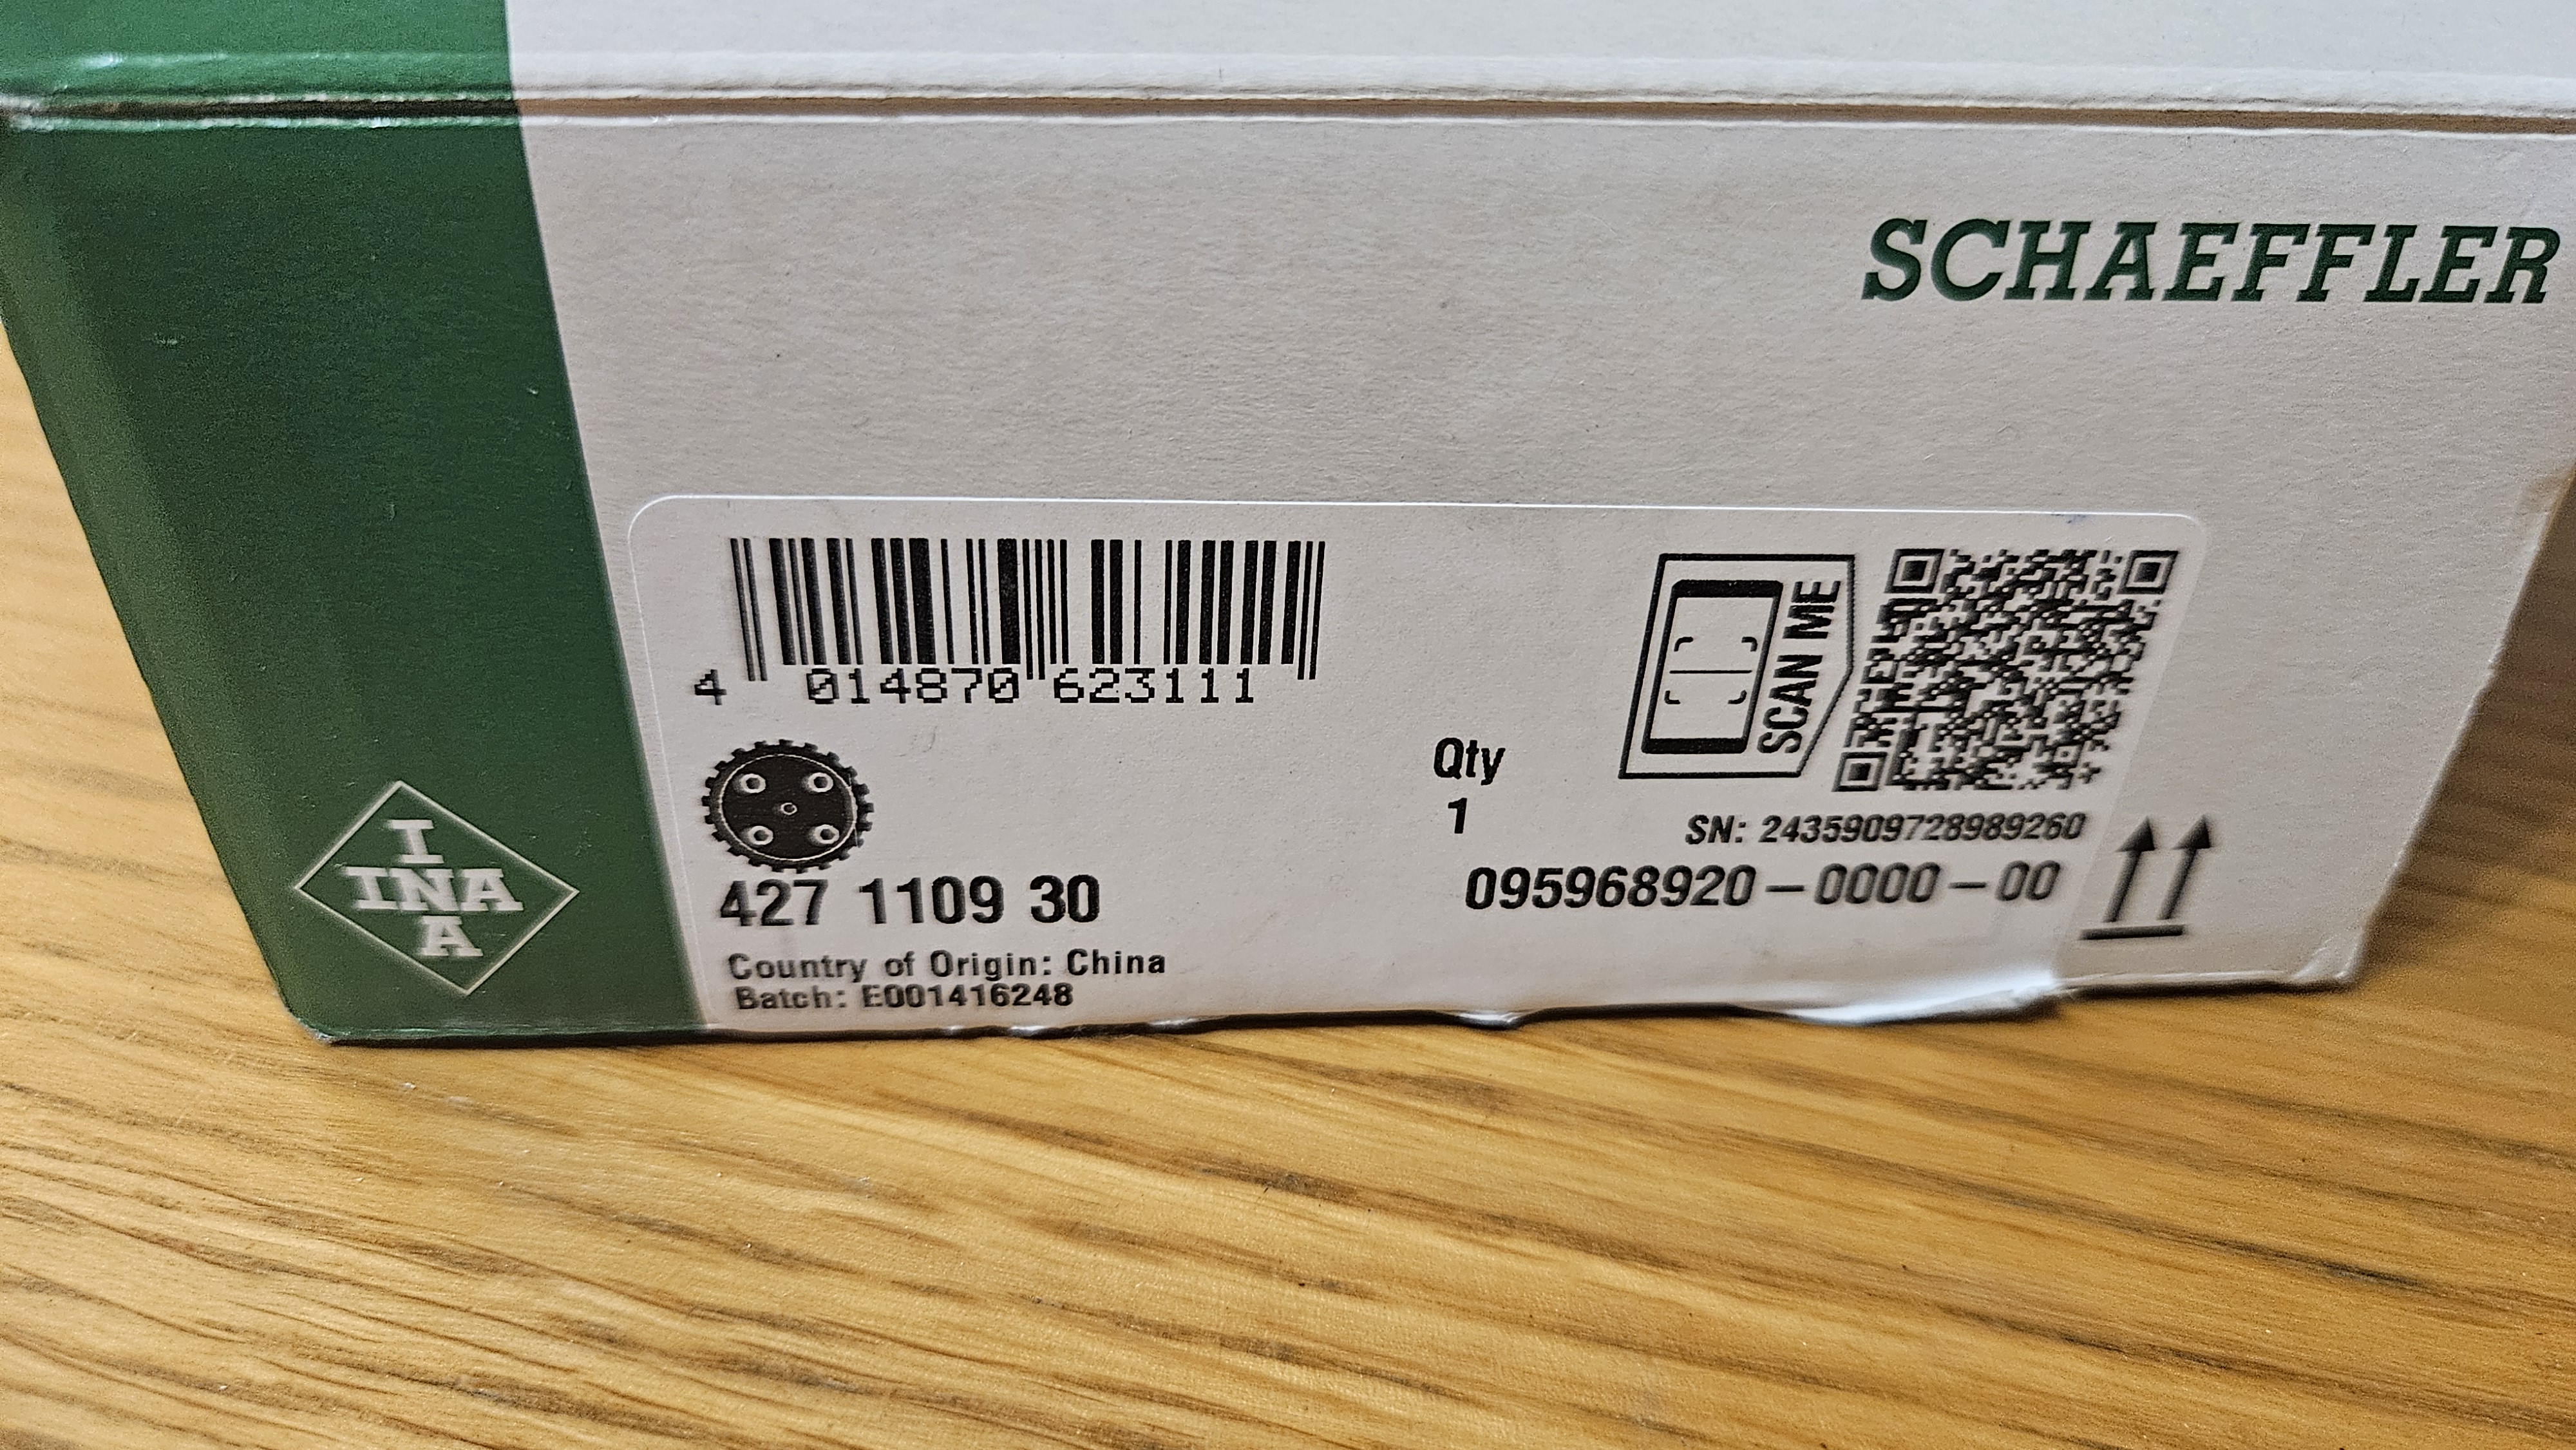 SCHAEFFLER
4 014870 623111
SCAN ME
Qty
1
SN: 2435909728989260
427 1109 30
095968920-0000-00
Country of Origin: China
Batch: E001416248
I
INA
A